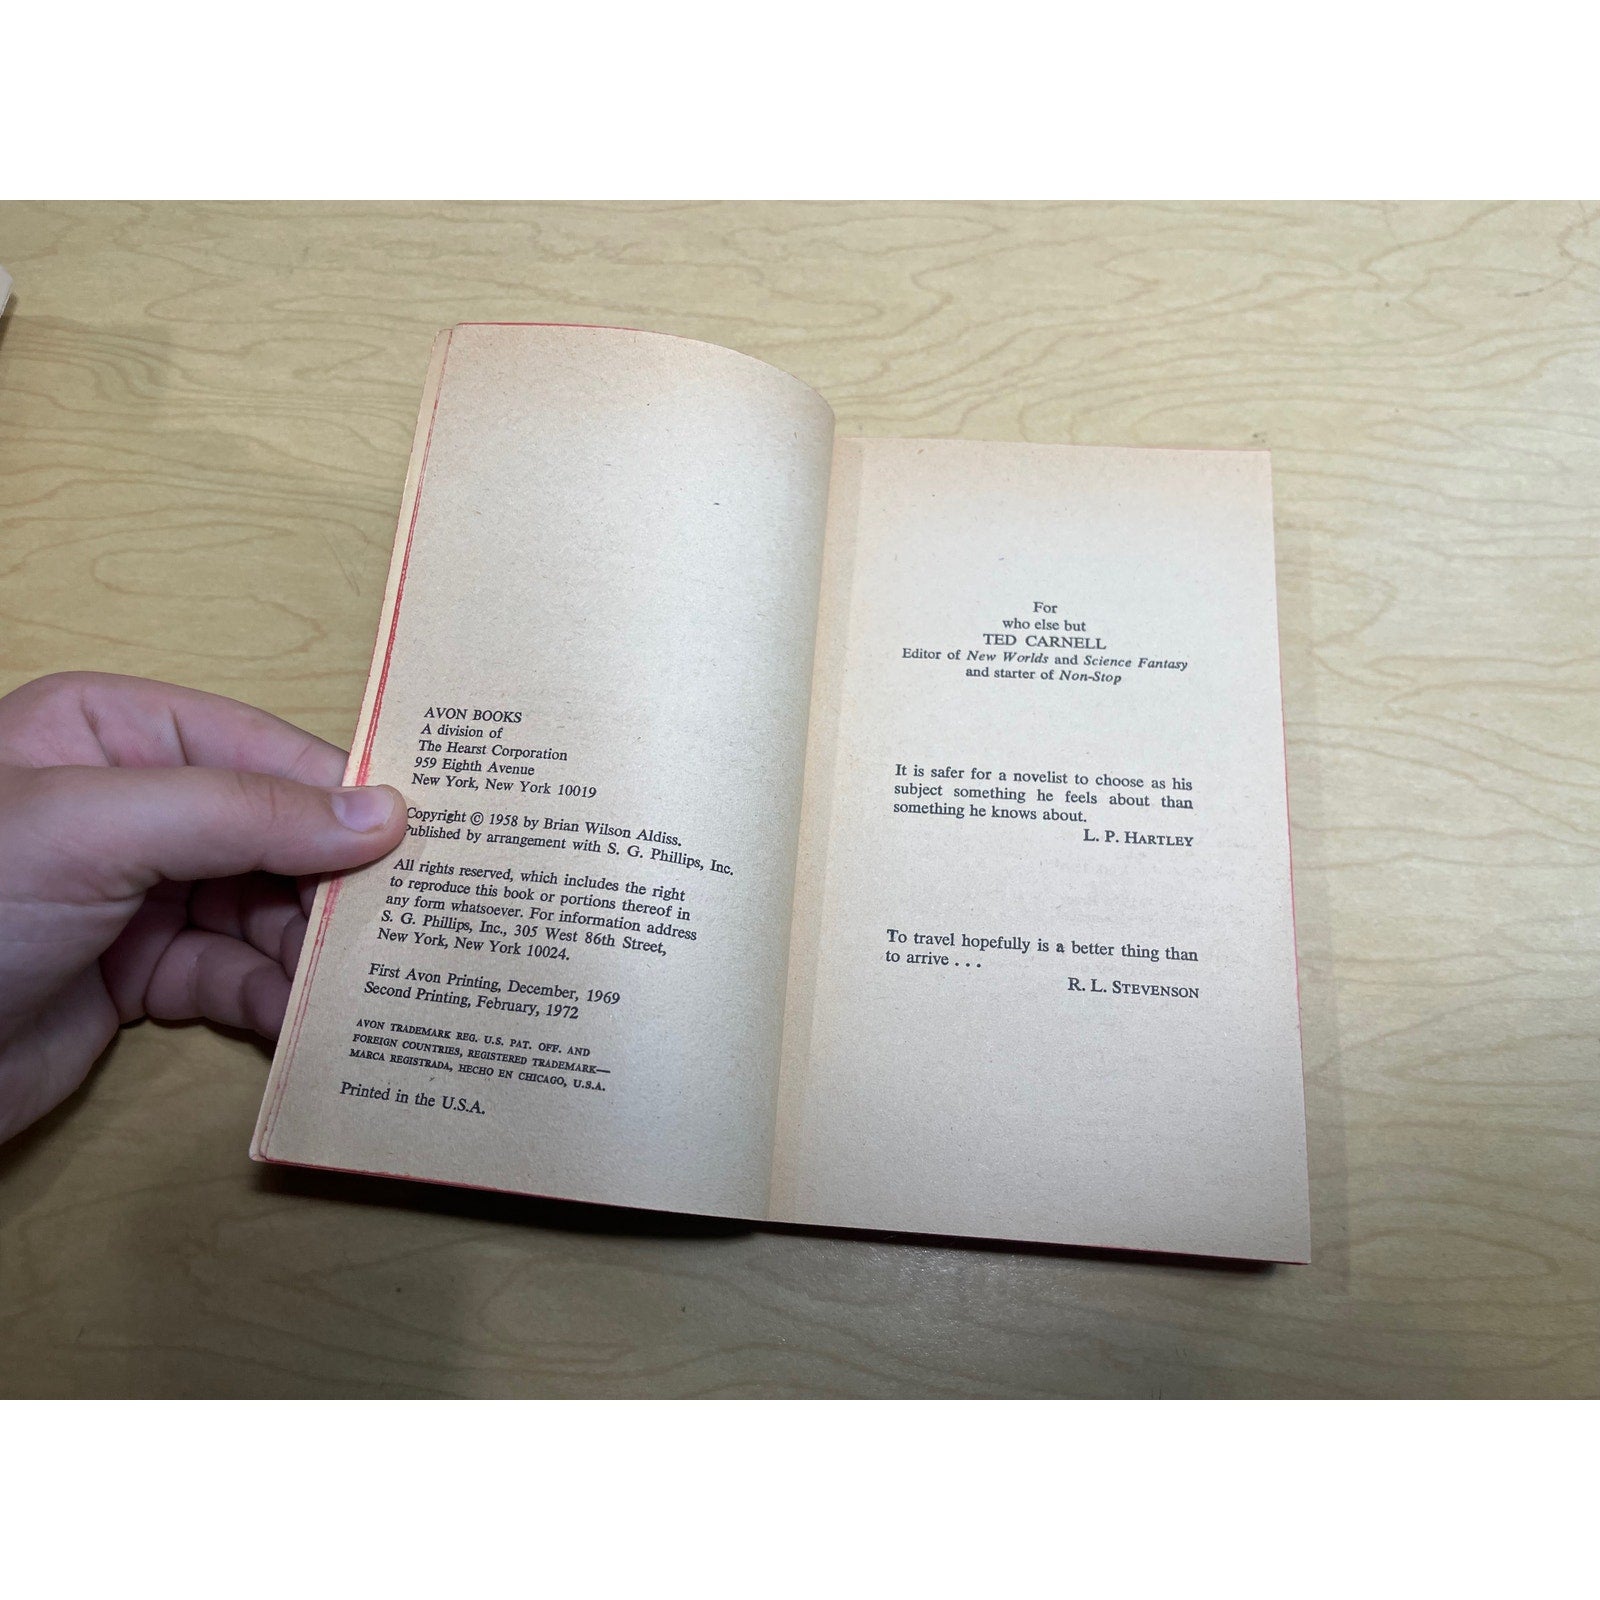 AVON BOOKS
A division of
The Hearst Corporation
959 Eighth Avenue
New York, New York 10019
Copyright © 1958 by Brian Wilson Aldiss.
Published by arrangement with S. G. Phillips, Inc.
All rights reserved, which includes the right
to reproduce this book or portions thereof in
any form whatsoever. For information address
S. G. Phillips, Inc., 305 West 86th Street,
New York, New York 10024.
First Avon Printing, December, 1969
Second Printing, February, 1972
AVON TRADEMARK REG. U.S. PAT. OFF. AND
FOREIGN COUNTRIES, REGISTERED TRADEMARK—
MARCA REGISTRADA, HECHO EN CHICAGO, U.S.A.
Printed in the U.S.A.
For
who else but
TED CARNELL
Editor of New Worlds and Science Fantasy
and starter of Non-Stop
It is safer for a novelist to choose as his
subject something he feels about than
something he knows about.
L. P. HARTLEY
To travel hopefully is a better thing than
to arrive . . .
R. L. STEVENSON